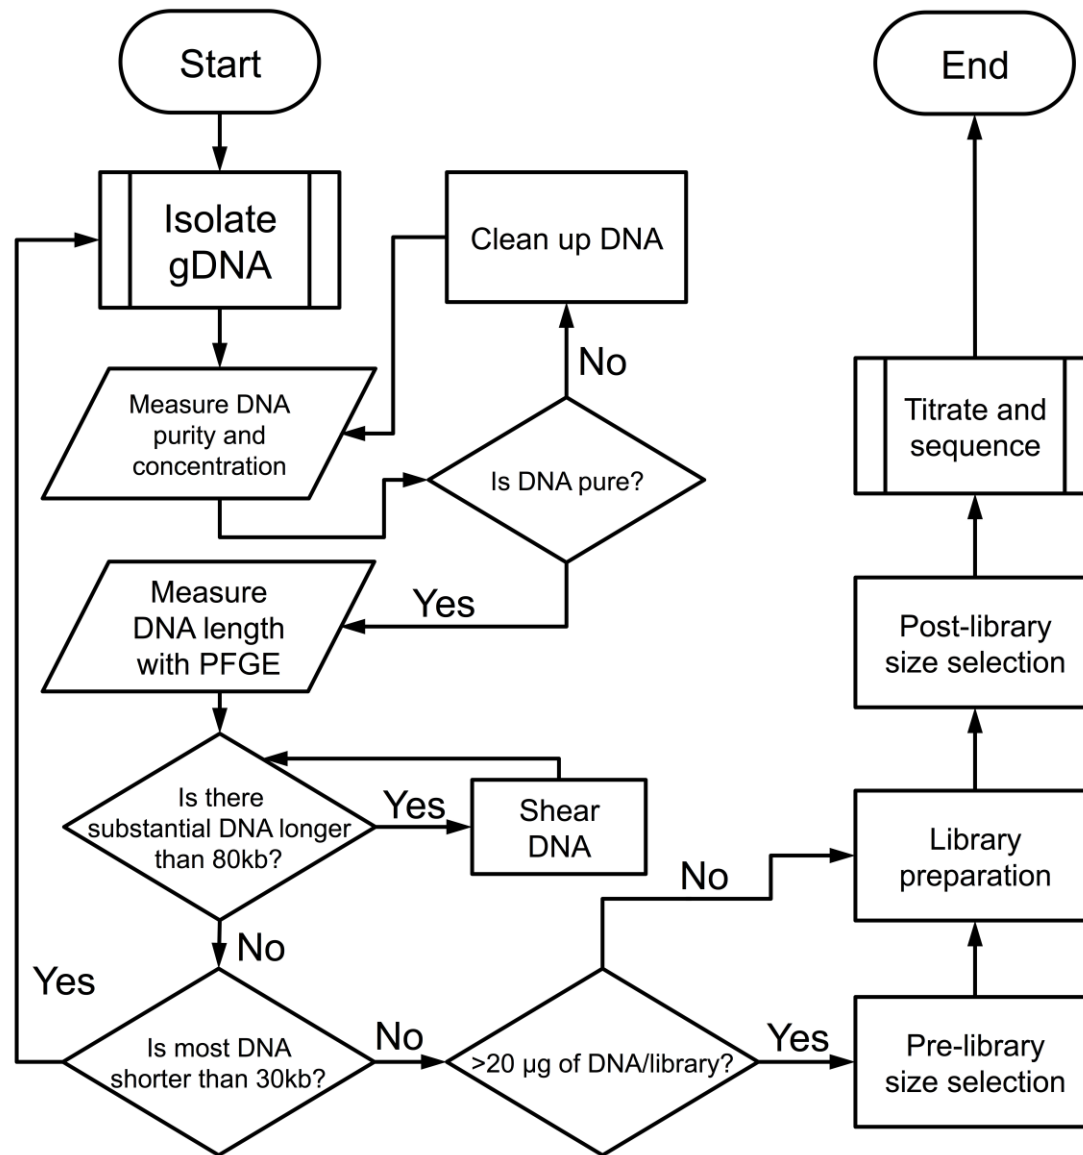 Start
End
Isolate
gDNA
Clean up DNA
No
Measure DNA
purity and
concentration
Is DNA pure?
Titrate and
sequence
Yes
Measure
DNA length
with PFGE
Post-library
size selection
Is there
substantial DNA longer
than 80kb?
Yes
Shear
DNA
No
Library
preparation
No
Yes
Is most DNA
shorter than 30kb?
No
>20 µg of DNA/library?
Yes
Pre-library
size selection